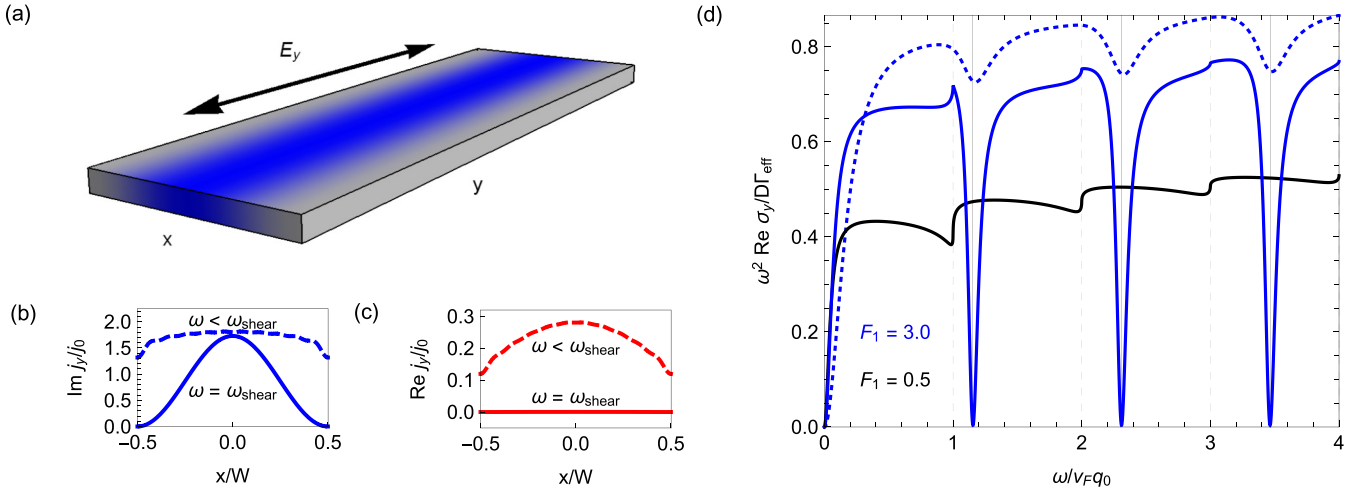 (a)
E_y
x
y
(b)
Im j_y/j_0
2.0
1.5
1.0
0.5
0.0
ω < ω_shear
ω = ω_shear
−0.5
0.0
0.5
x/W
(c)
Re j_y/j_0
0.3
0.2
0.1
0.0
ω < ω_shear
ω = ω_shear
−0.5
0.0
0.5
x/W
(d)
ω² Re σ_y/DΓ_eff
0.8
0.6
0.4
0.2
0.0
F_1 = 3.0
F_1 = 0.5
0
1
2
3
4
ω/v_F q_0